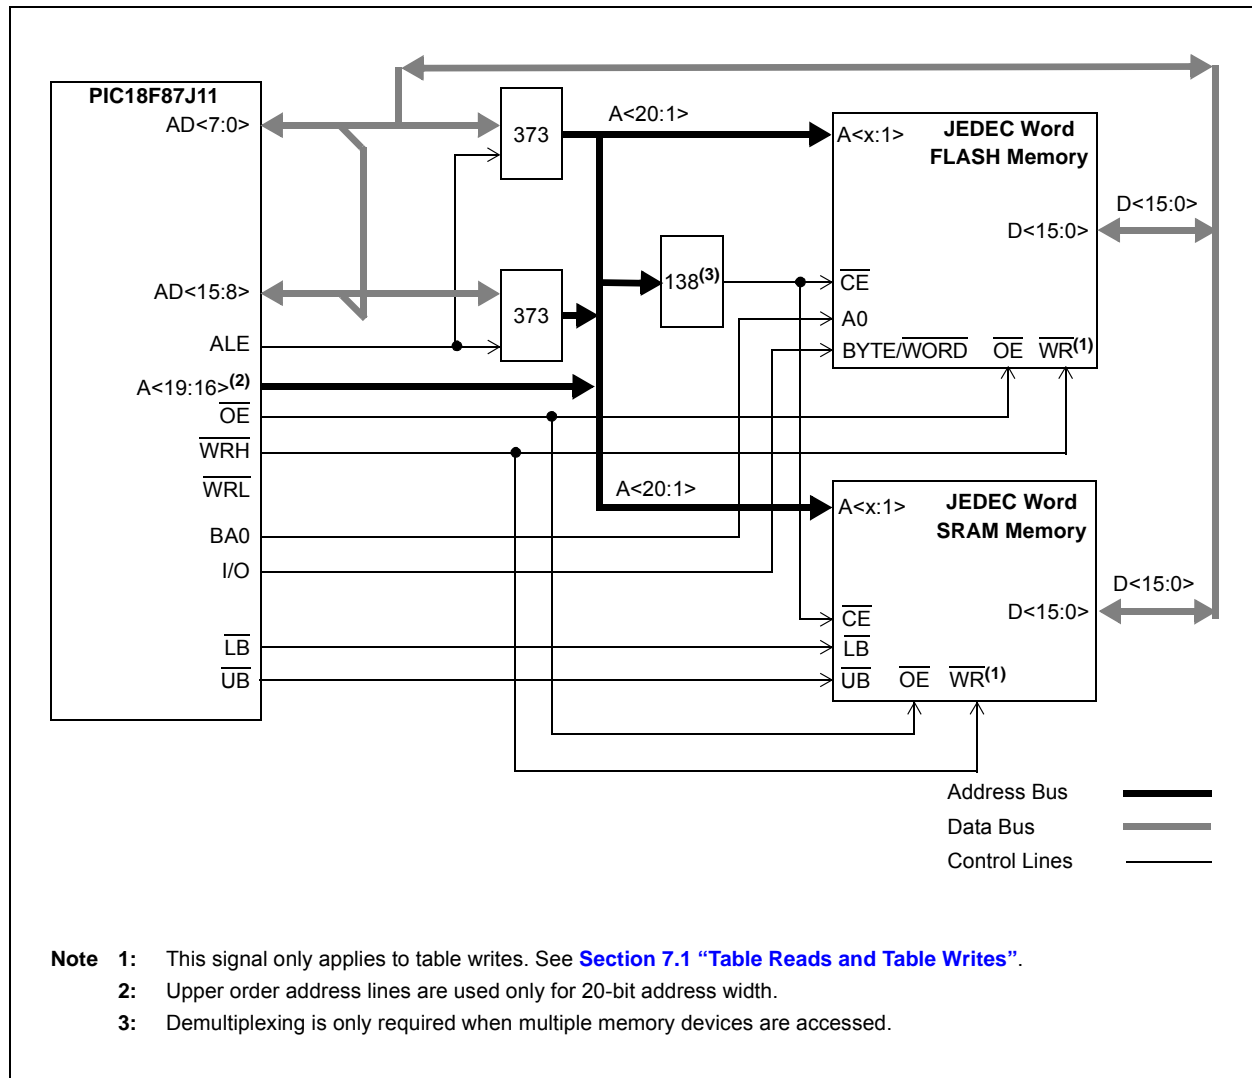 PIC18F87J11
AD<7:0>
AD<15:8>
ALE
A<19:16>(2)
OE
WRH
WRL
BA0
I/O
LB
UB
373
373
A<20:1>
138(3)
A<20:1>
A<x:1>
JEDEC Word
FLASH Memory
D<15:0>
CE
A0
BYTE/WORD OE WR(1)
D<15:0>
A<x:1>
JEDEC Word
SRAM Memory
D<15:0>
CE
LB
UB OE WR(1)
D<15:0>
Address Bus
Data Bus
Control Lines
Note 1: This signal only applies to table writes. See Section 7.1 “Table Reads and Table Writes”.
2: Upper order address lines are used only for 20-bit address width.
3: Demultiplexing is only required when multiple memory devices are accessed.